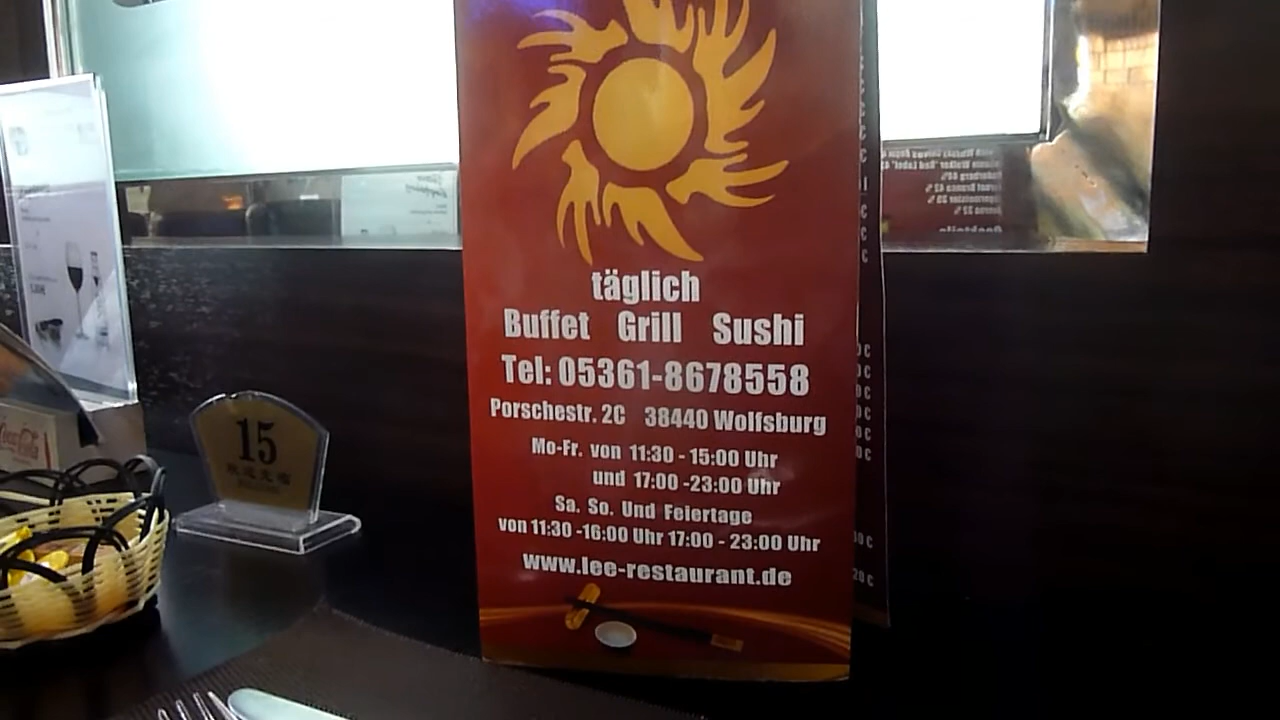 täglich
Buffet Grill Sushi
Tel: 05361-8678558
Porschestr. 2C 38440 Wolfsburg
Mo-Fr. von 11:30 - 15:00 Uhr
und 17:00 -23:00 Uhr
Sa. So. Und Feiertage
von 11:30 -16:00 Uhr 17:00 - 23:00 Uhr
www.lee-restaurant.de
15
Coca-Cola